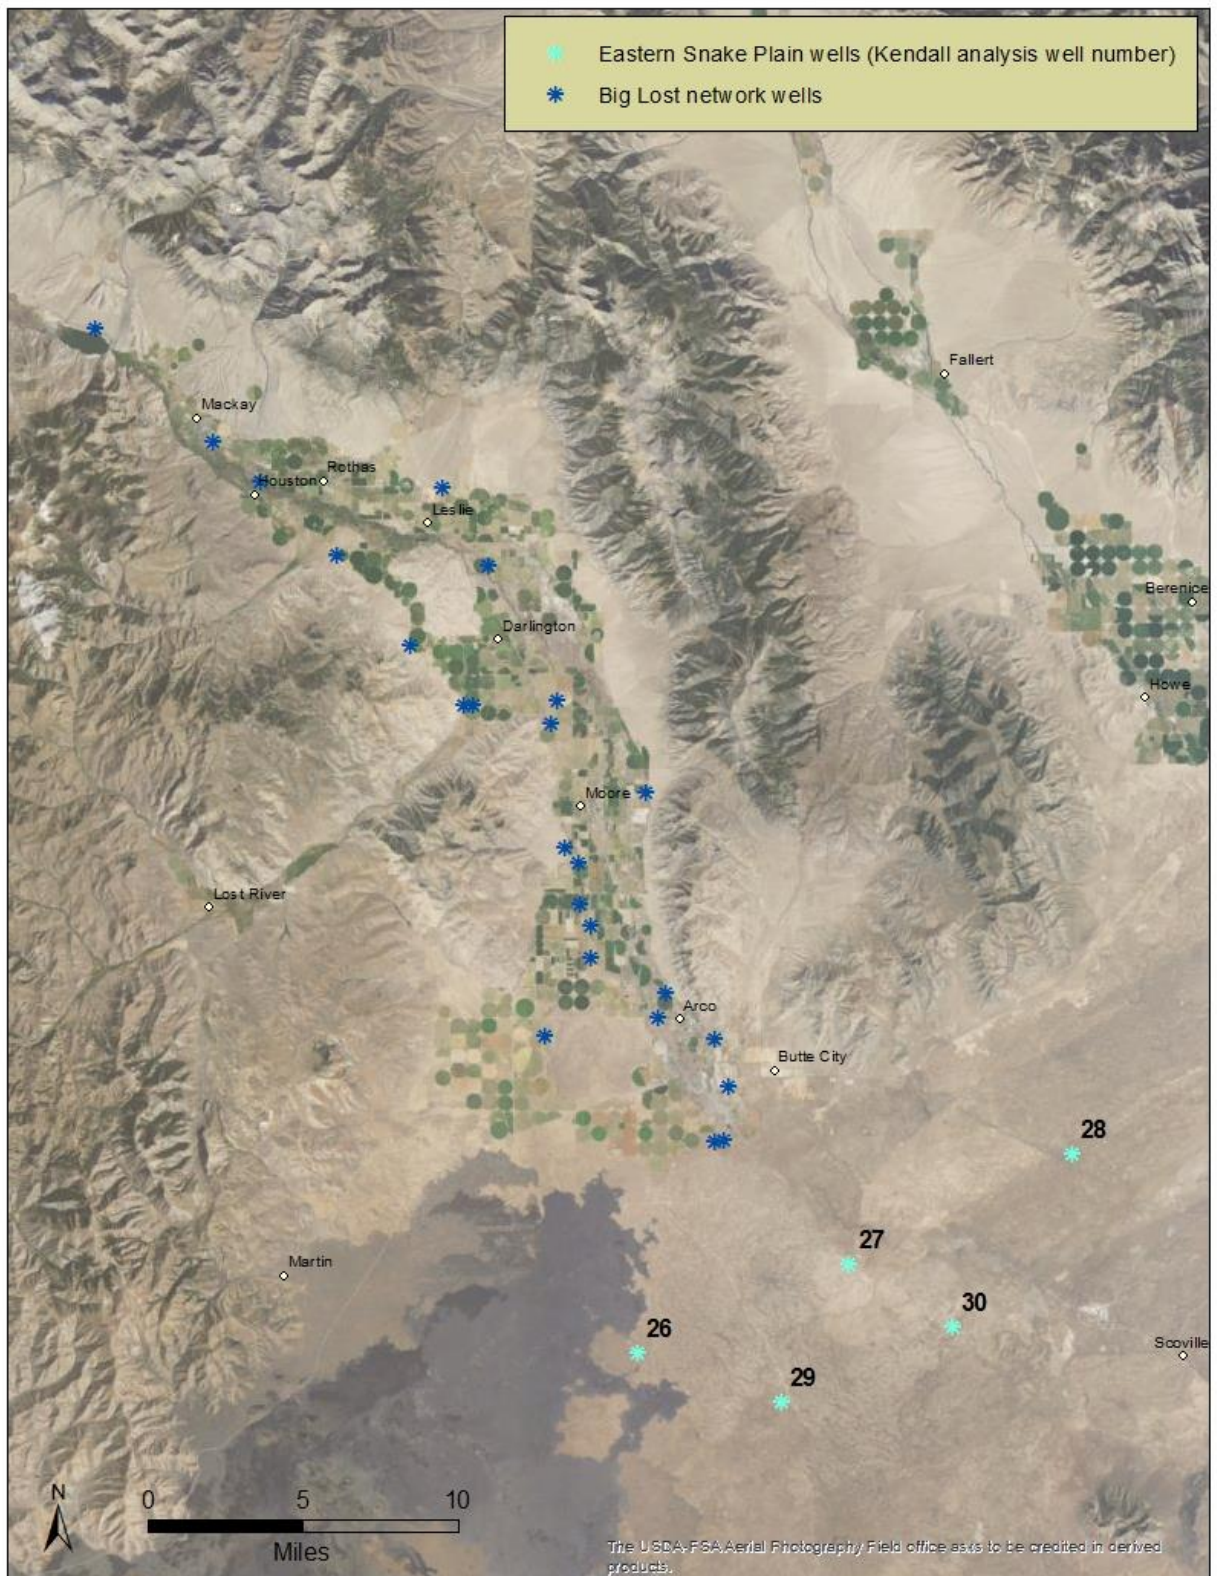 Eastern Snake Plain wells (Kendall analysis well number)
Big Lost network wells
Fallert
Mackay
Rothas
Houston
Leslie
Berenice
Darlington
Howe
Moore
Lost River
Arco
Butte City
28
27
Martin
30
26
Scoville
29
N
0 5 10
Miles
The USDA-FSA Aerial Photography Field office asks to be credited in derived
products.